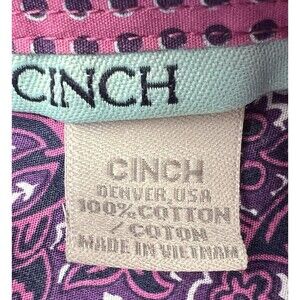 CINCH
CINCH
DENVER, USA
100% COTTON
/ COTON
MADE IN VIETNAM